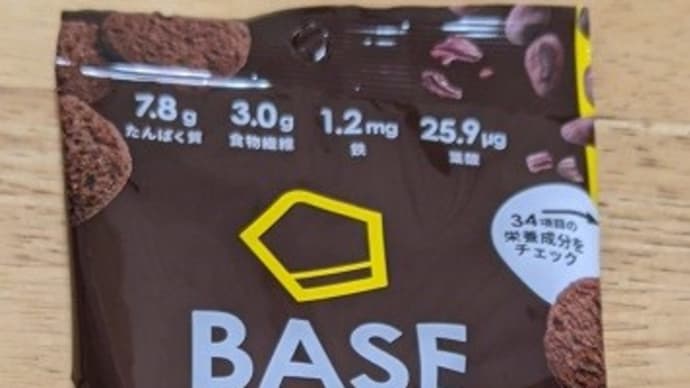 7.8g 3.0g 1.2mg 25.9μg
たんぱく質 食物繊維 鉄 葉酸
34項目の
栄養成分を
チェック
BASE